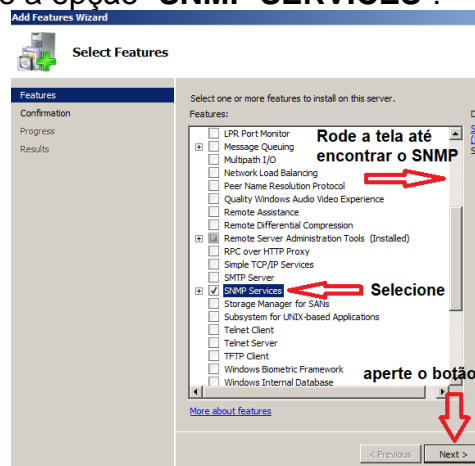 a opção "SNMP SERVICES".
Add Features Wizard
Select Features
Features
Confirmation
Progress
Results
Select one or more features to install on this server.
Features:
LPR Port Monitor
Message Queuing
Multipath I/O
Network Load Balancing
Peer Name Resolution Protocol
Quality Windows Audio Video Experience
Remote Assistance
Remote Differential Compression
Remote Server Administration Tools (Installed)
RPC over HTTP Proxy
Simple TCP/IP Services
SMTP Server
SNMP Services
Storage Manager for SANs
Subsystem for UNIX-based Applications
Telnet Client
Telnet Server
TFTP Client
Windows Biometric Framework
Windows Internal Database
Rode a tela até
encontrar o SNMP
Selecione
aperte o botão
More about features
< Previous
Next >